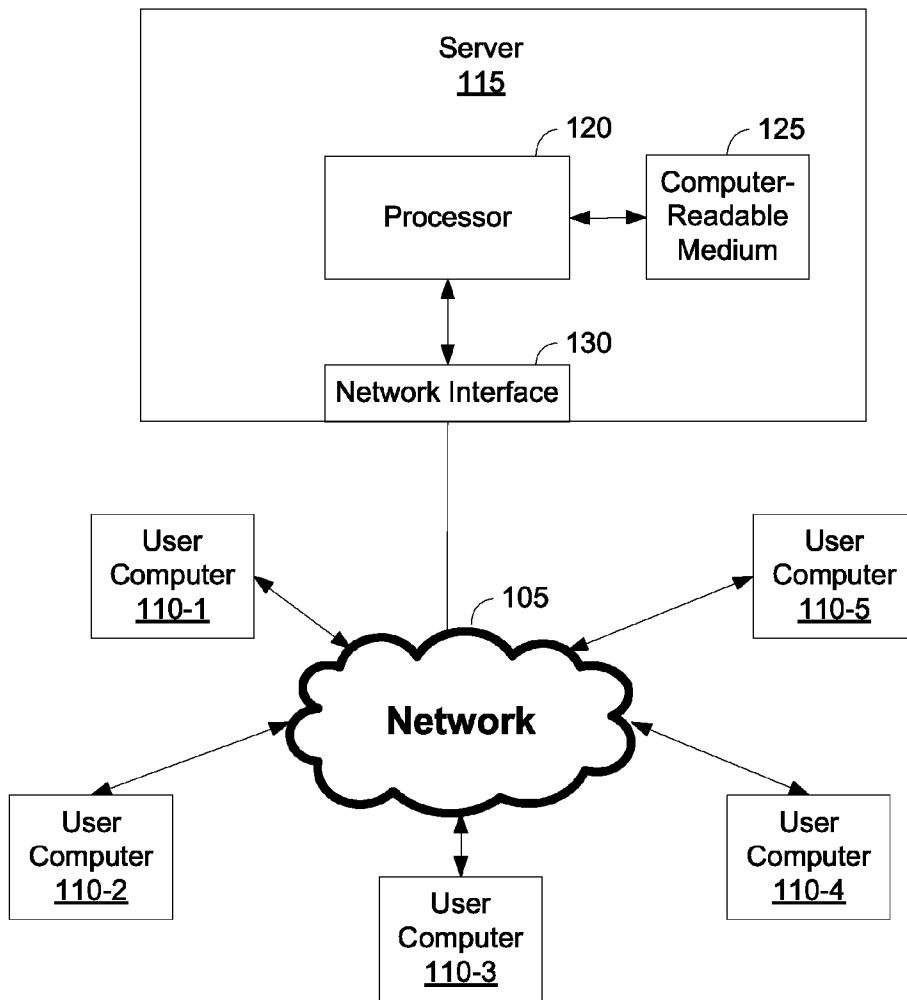 Server
115
120
125
Processor
Computer-
Readable
Medium
130
Network Interface
User
Computer
110-1
User
Computer
110-5
105
Network
User
Computer
110-2
User
Computer
110-4
User
Computer
110-3